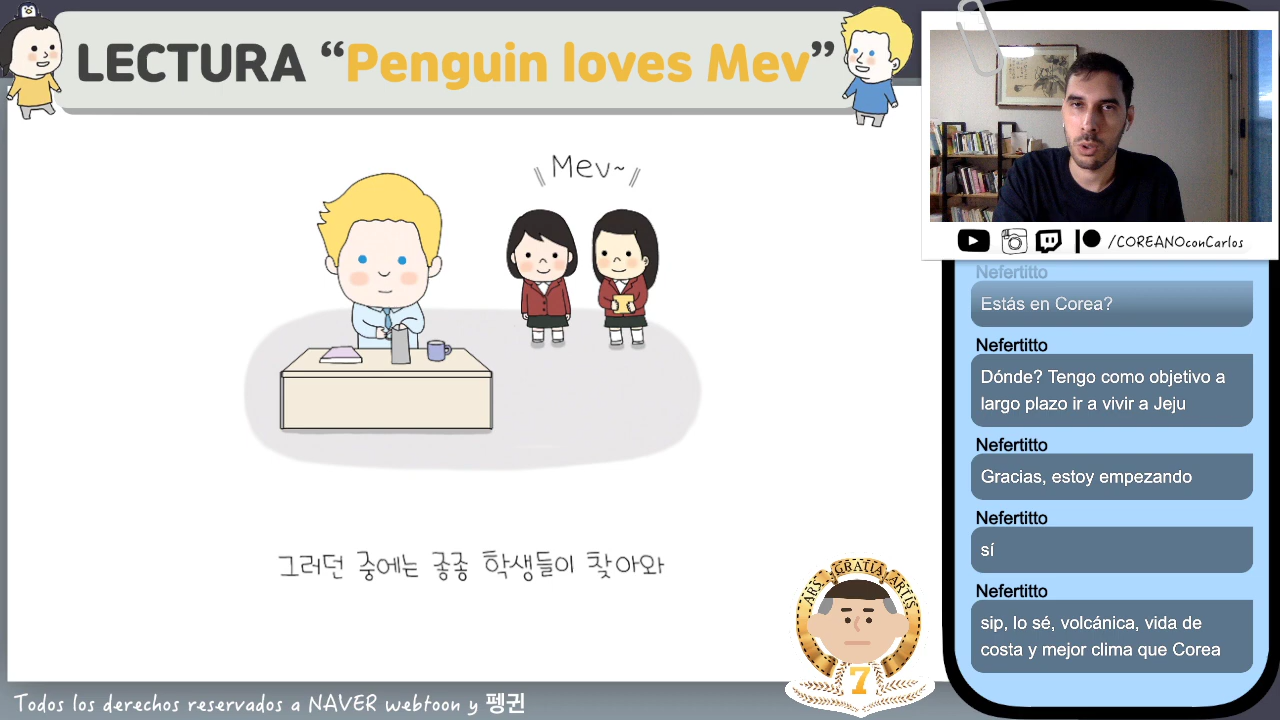 LECTURA “Penguin loves Mev”
Mev~
그러던 중에는 종종 학생들이 찾아와
ARS GRATIA ARTIS
7
Todos los derechos reservados a NAVER webtoon y 펭귄
/COREANOconCarlos
Nefertitto
Estás en Corea?
Nefertitto
Dónde? Tengo como objetivo a
largo plazo ir a vivir a Jeju
Nefertitto
Gracias, estoy empezando
Nefertitto
sí
Nefertitto
sip, lo sé, volcánica, vida de
costa y mejor clima que Corea